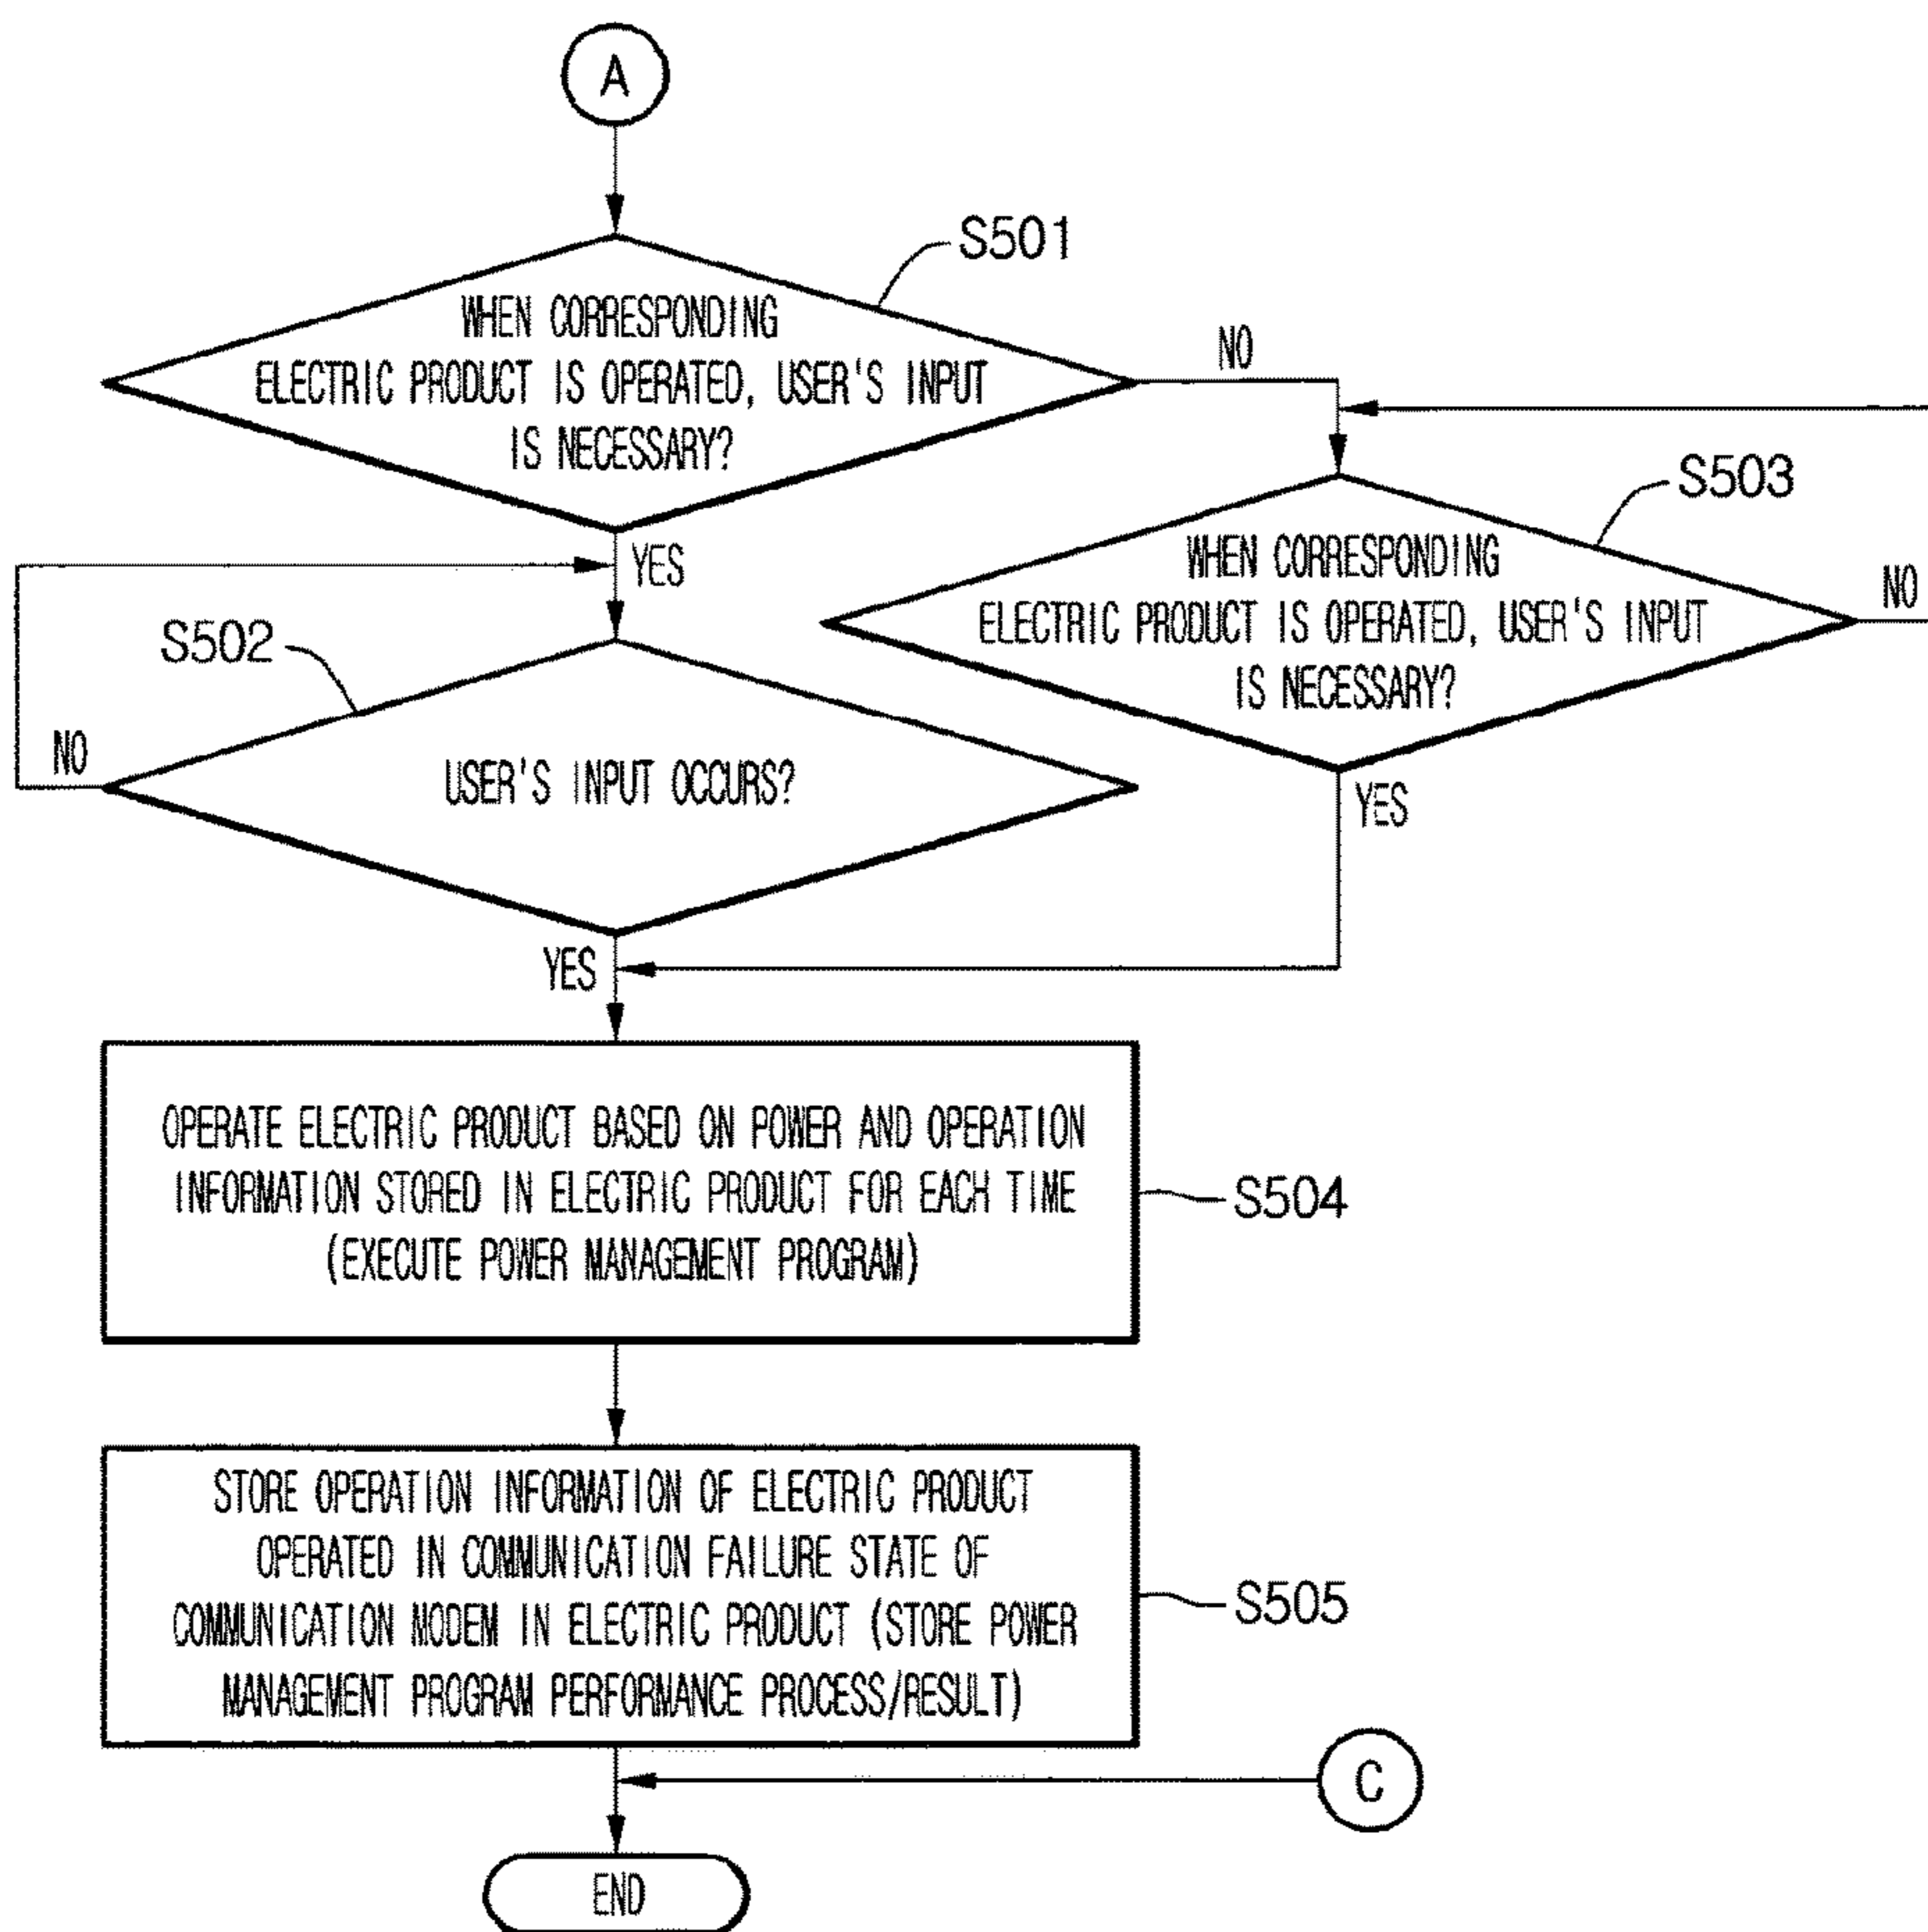 A
S501
WHEN CORRESPONDING
ELECTRIC PRODUCT IS OPERATED, USER'S INPUT
IS NECESSARY?
NO
YES
S503
WHEN CORRESPONDING
ELECTRIC PRODUCT IS OPERATED, USER'S INPUT
IS NECESSARY?
NO
YES
S502
USER'S INPUT OCCURS?
NO
YES
OPERATE ELECTRIC PRODUCT BASED ON POWER AND OPERATION
INFORMATION STORED IN ELECTRIC PRODUCT FOR EACH TIME
(EXECUTE POWER MANAGEMENT PROGRAM)
S504
STORE OPERATION INFORMATION OF ELECTRIC PRODUCT
OPERATED IN COMMUNICATION FAILURE STATE OF
COMMUNICATION MODEM IN ELECTRIC PRODUCT (STORE POWER
MANAGEMENT PROGRAM PERFORMANCE PROCESS/RESULT)
S505
C
END